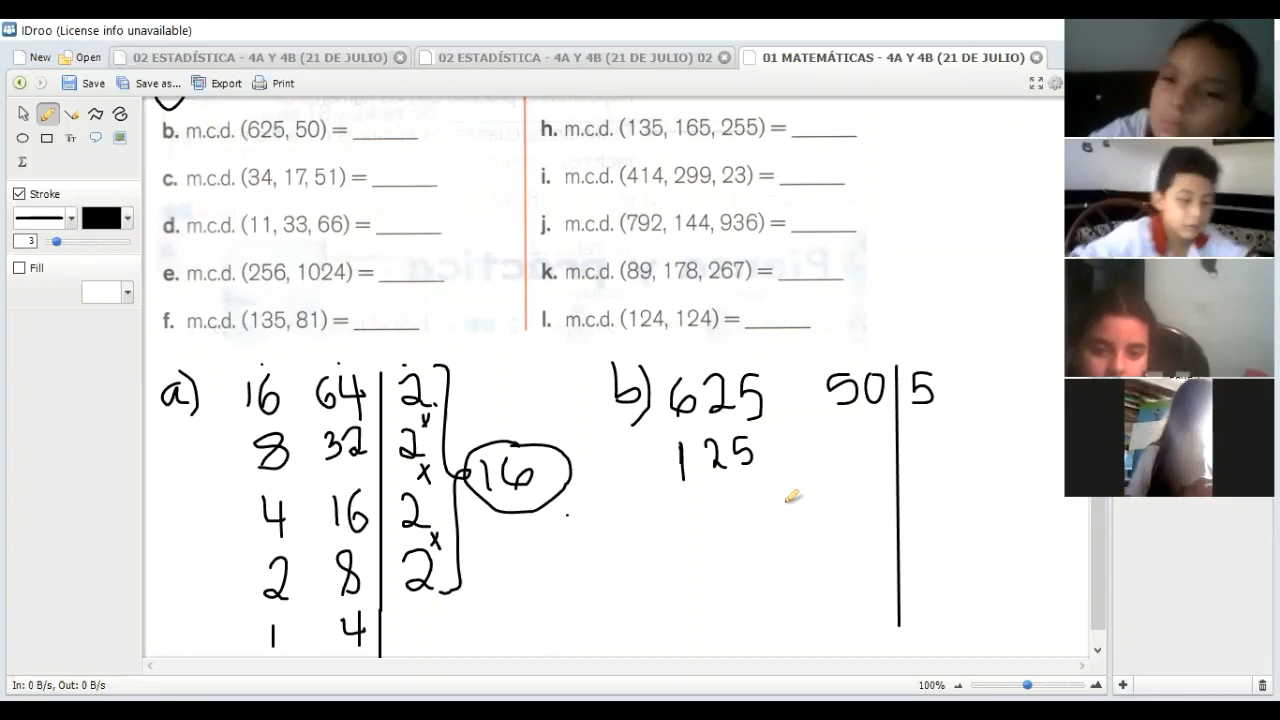 IDroo (License info unavailable)
New Open 02 ESTADÍSTICA - 4A Y 4B (21 DE JULIO) 02 ESTADÍSTICA - 4A Y 4B (21 DE JULIO) 02 01 MATEMÁTICAS - 4A Y 4B (21 DE JULIO)
Save Save as... Export Print
Stroke
3
Fill
b. m.c.d. (625, 50) = ______
c. m.c.d. (34, 17, 51) = ______
d. m.c.d. (11, 33, 66) = ______
e. m.c.d. (256, 1024) = ______
f. m.c.d. (135, 81) = ______
h. m.c.d. (135, 165, 255) = ______
i. m.c.d. (414, 299, 23) = ______
j. m.c.d. (792, 144, 936) = ______
k. m.c.d. (89, 178, 267) = ______
l. m.c.d. (124, 124) = ______
a) 16 64 | 2
8 32 | 2 x
4 16 | 2 x
2 8 | 2 x
1 4
16
b) 625 50 | 5
125
In: 0 B/s, Out: 0 B/s
100%